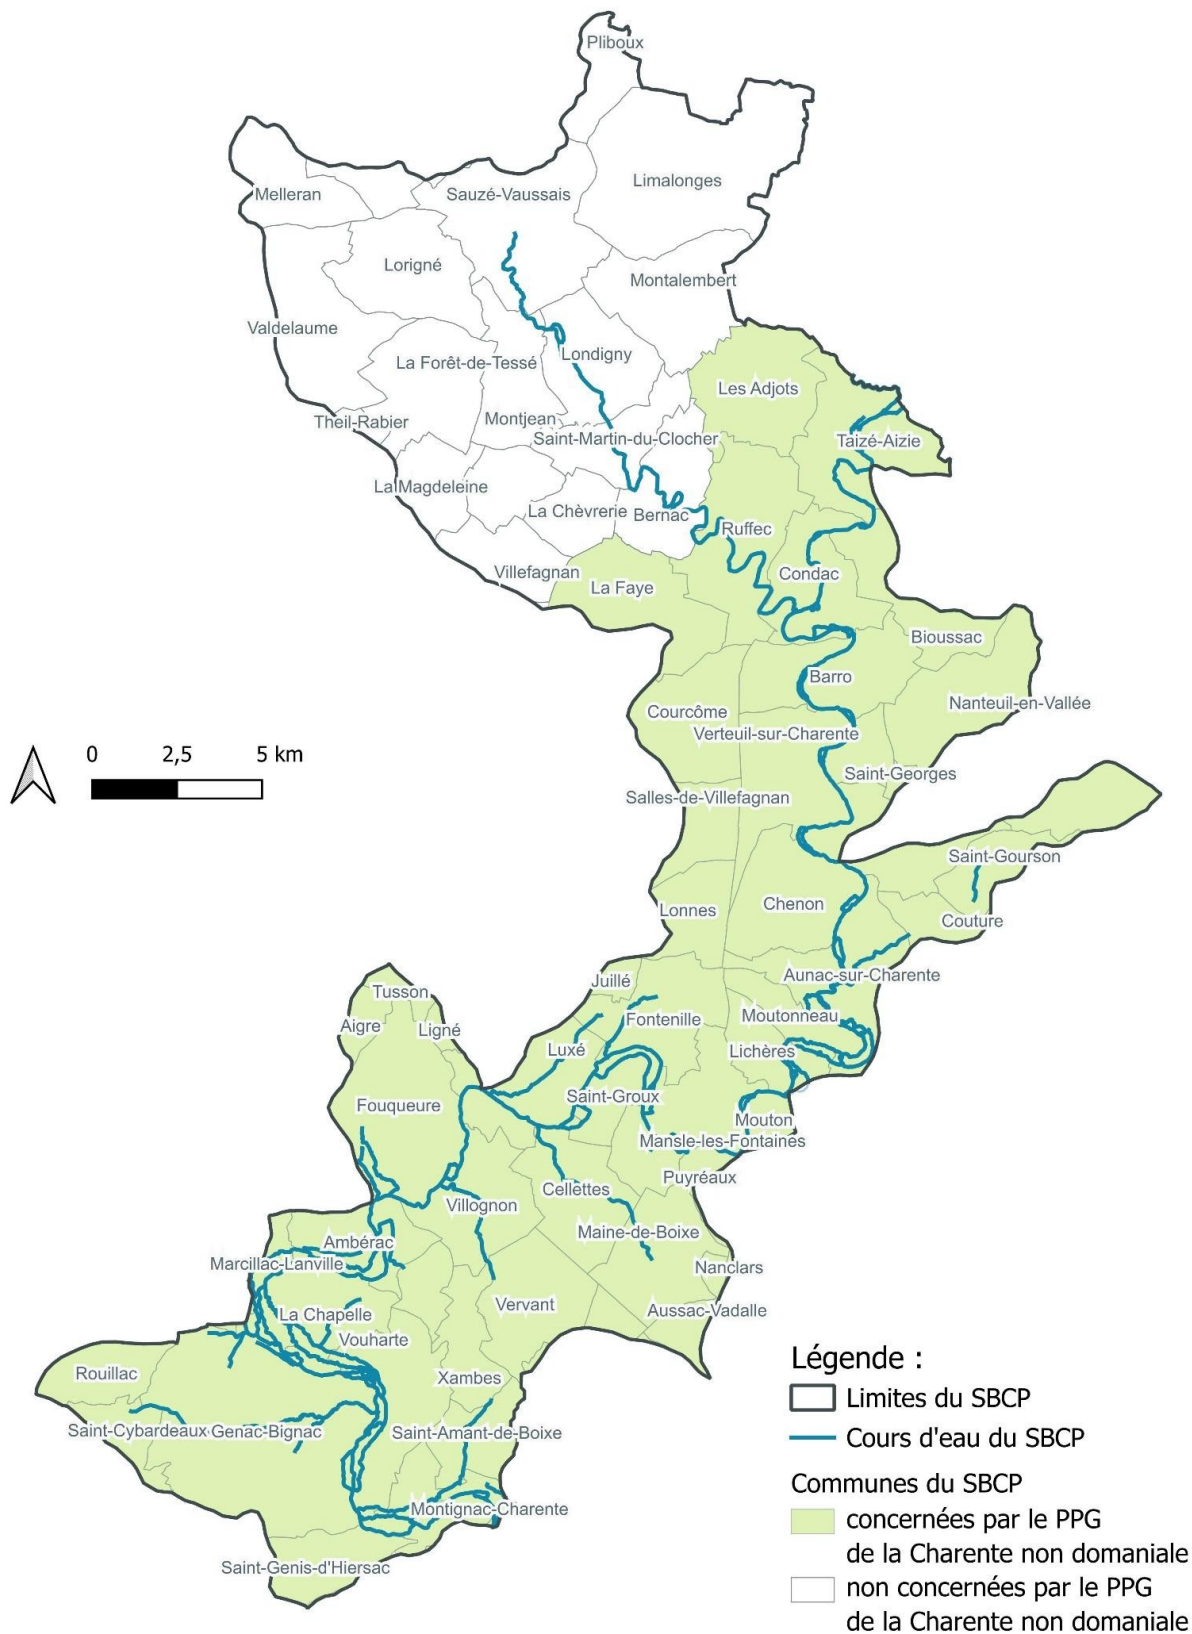 Pliboux
Limalonges
Melleran
Sauzé-Vaussais
Lorigné
Montalembert
Valdelaume
Londigny
La Forêt-de-Tessé
Les Adjots
Theil-Rabier
Montjean
Saint-Martin-du-Clocher
Taizé-Aizie
La Magdeleine
La Chèvrerie
Bernac
Ruffec
Villefagnan
La Faye
Condac
Bioussac
Barro
Nanteuil-en-Vallée
Courcôme
Verteuil-sur-Charente
0 2,5 5 km
Saint-Georges
Salles-de-Villefagnan
Saint-Gourson
Chenon
Lonnes
Couture
Aunac-sur-Charente
Juillé
Tusson
Moutonneau
Fontenille
Aigre
Ligné
Luxé
Lichères
Saint-Groux
Fouqueure
Mouton
Mansle-les-Fontaines
Puyréaux
Cellettes
Villognon
Maine-de-Boixe
Ambérac
Marcillac-Lanville
Nanclars
Vervant
Aussac-Vadalle
La Chapelle
Vouharte
Rouillac
Xambes
Saint-Cybardeaux
Genac-Bignac
Saint-Amant-de-Boixe
Montignac-Charente
Saint-Genis-d'Hiersac
Légende :
Limites du SBCP
Cours d'eau du SBCP
Communes du SBCP
concernées par le PPG
de la Charente non domaniale
non concernées par le PPG
de la Charente non domaniale